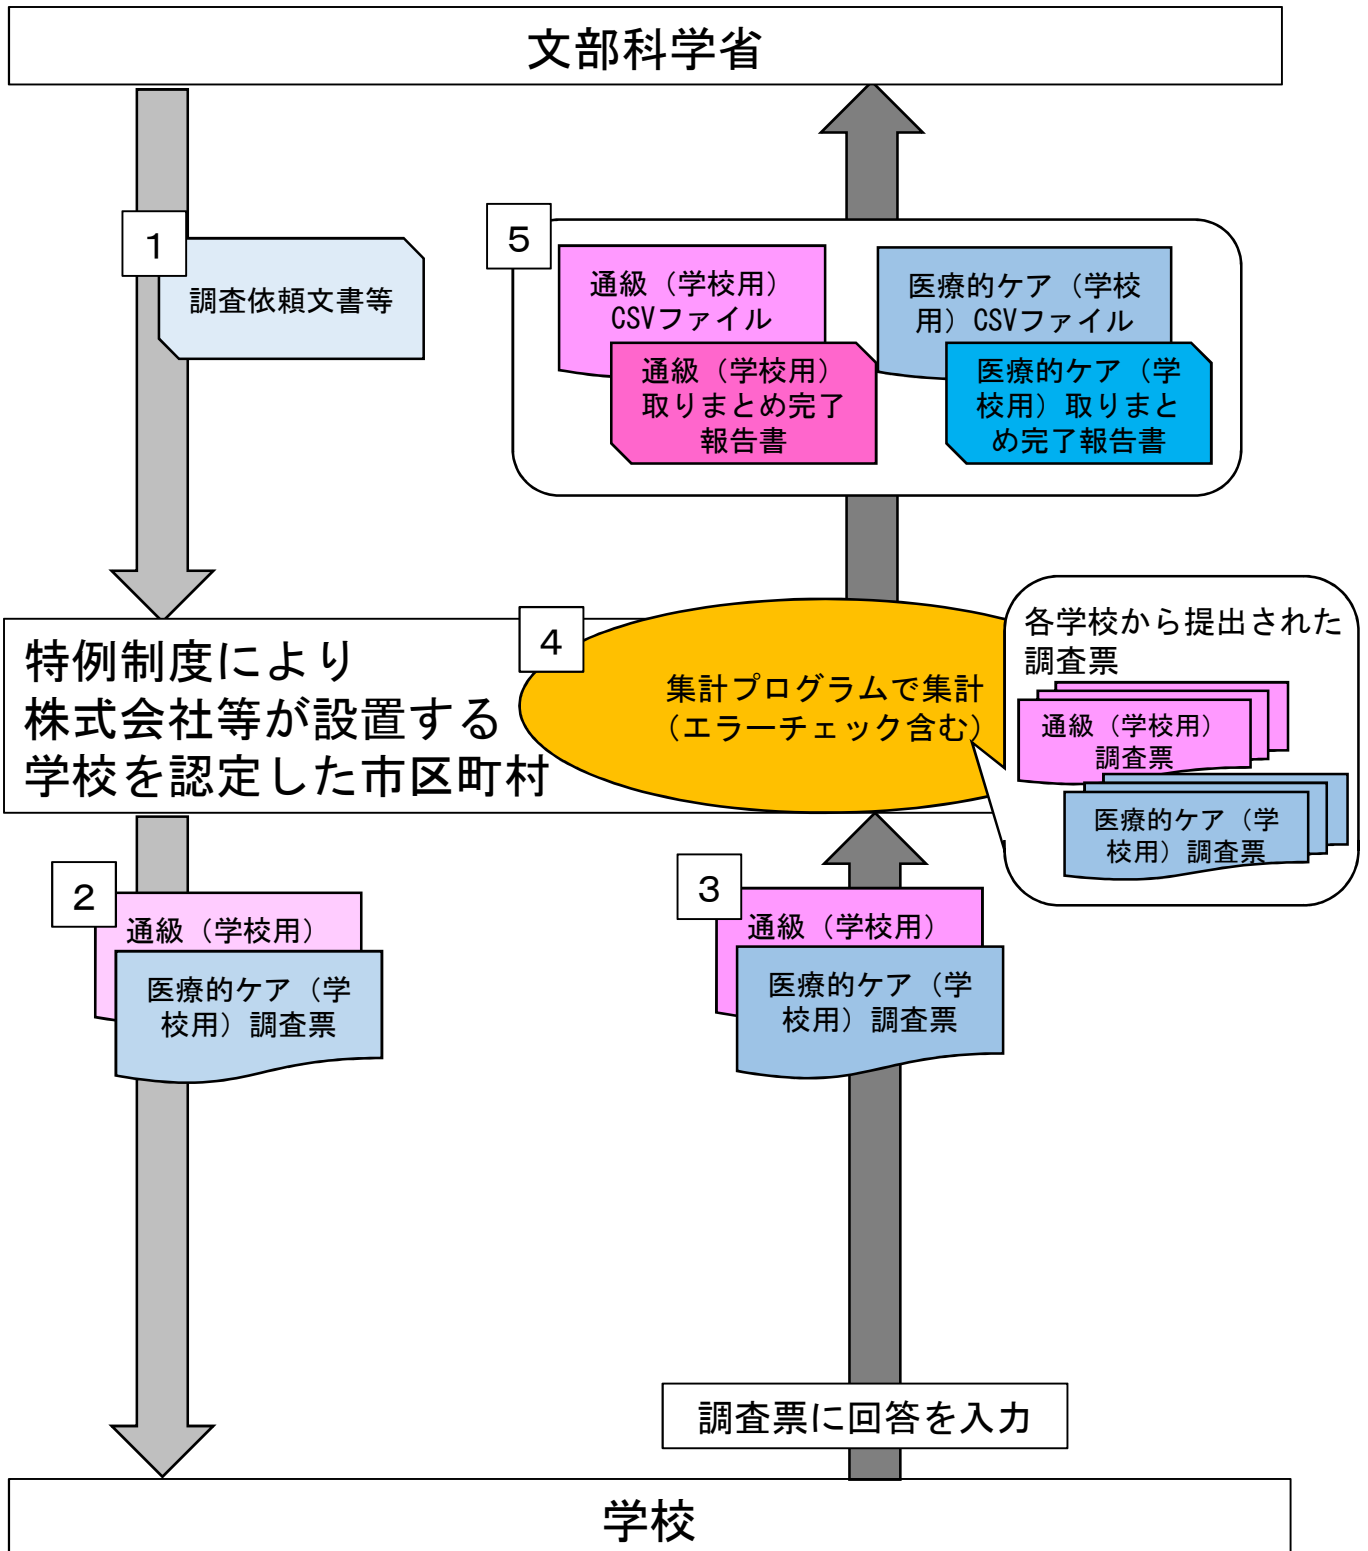 文部科学省
１
調査依頼文書等
５
通級（学校用）
CSVファイル
医療的ケア（学校
用）CSVファイル
通級（学校用）
取りまとめ完了
報告書
医療的ケア（学
校用）取りまと
め完了報告書
特例制度により
株式会社等が設置する
学校を認定した市区町村
４
集計プログラムで集計
（エラーチェック含む）
各学校から提出された
調査票
通級（学校用）
調査票
医療的ケア（学
校用）調査票
２
通級（学校用）
医療的ケア（学
校用）調査票
３
通級（学校用）
医療的ケア（学
校用）調査票
調査票に回答を入力
学校